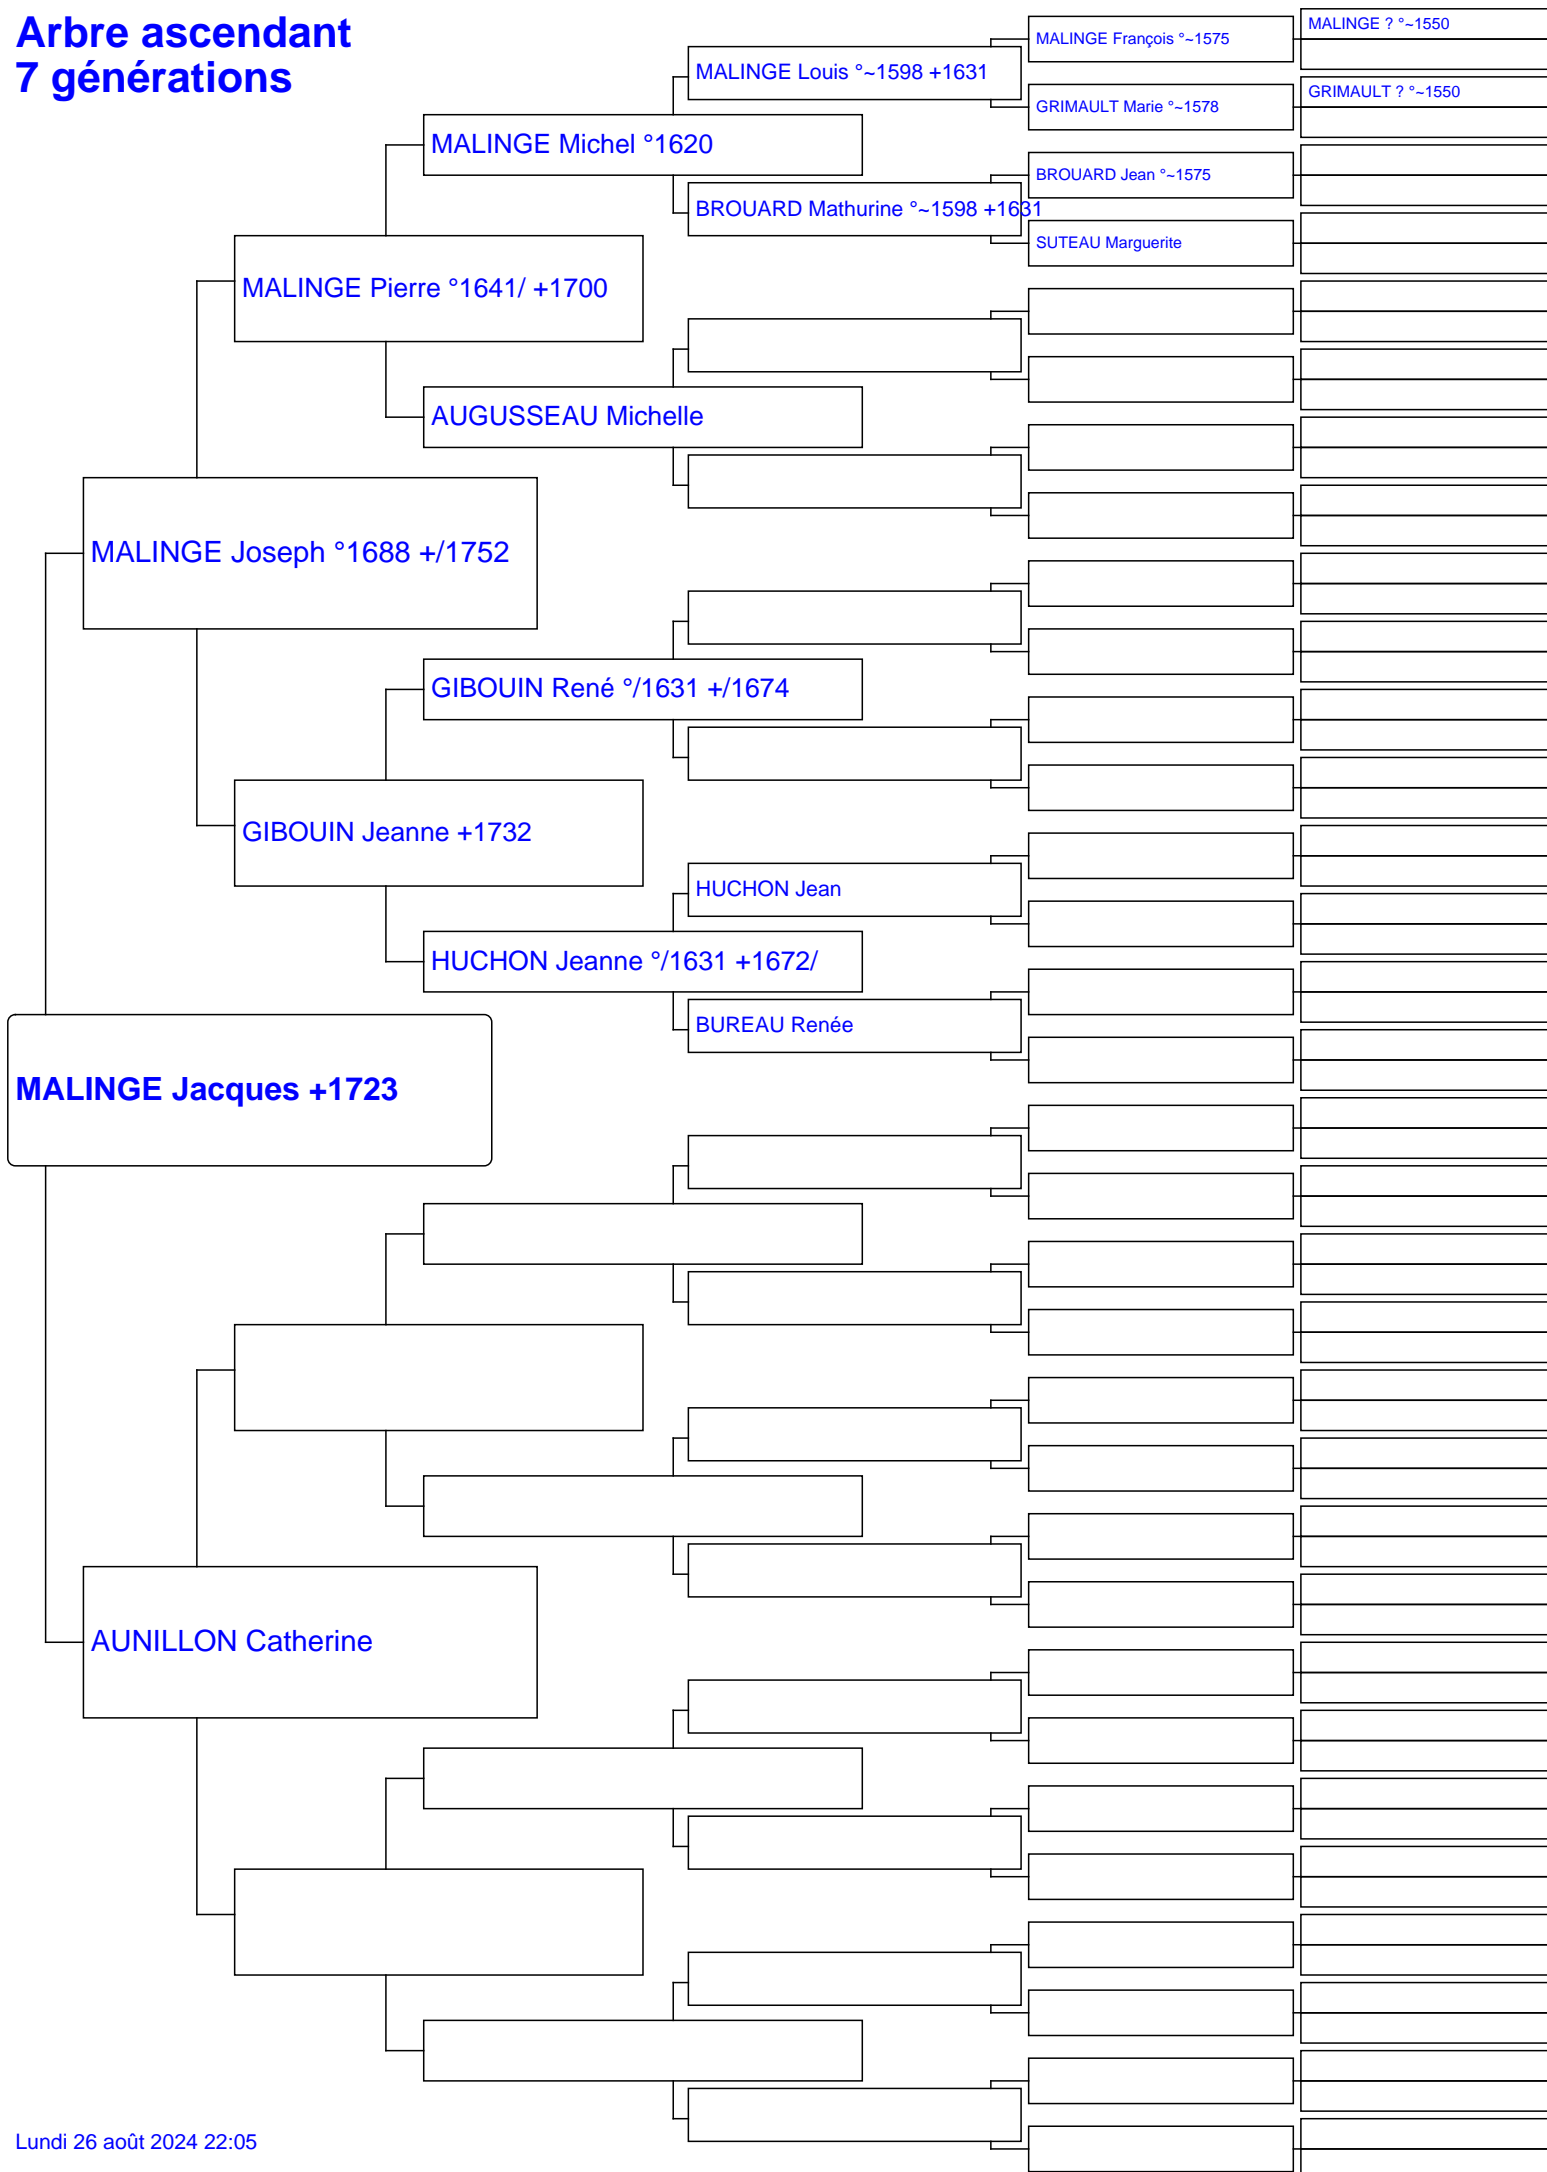 Arbre ascendant
7 générations
MALINGE ? °~1550
MALINGE François °~1575
MALINGE Louis °~1598 +1631
GRIMAULT ? °~1550
GRIMAULT Marie °~1578
MALINGE Michel °1620
BROUARD Jean °~1575
BROUARD Mathurine °~1598 +1631
SUTEAU Marguerite
MALINGE Pierre °1641/ +1700
AUGUSSEAU Michelle
MALINGE Joseph °1688 +/1752
GIBOUIN René °/1631 +/1674
GIBOUIN Jeanne +1732
HUCHON Jean
HUCHON Jeanne °/1631 +1672/
BUREAU Renée
MALINGE Jacques +1723
AUNILLON Catherine
Lundi 26 août 2024 22:05